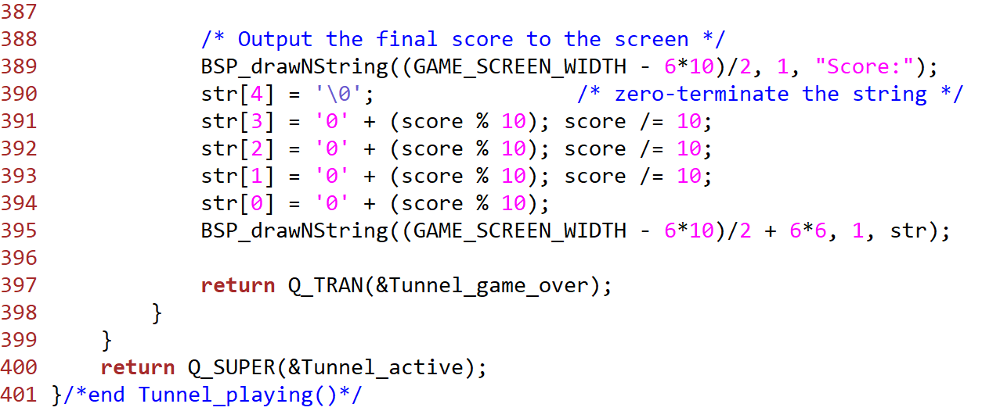 387
388             /* Output the final score to the screen */
389             BSP_drawNString((GAME_SCREEN_WIDTH - 6*10)/2, 1, "Score:");
390             str[4] = '\0';                /* zero-terminate the string */
391             str[3] = '0' + (score % 10); score /= 10;
392             str[2] = '0' + (score % 10); score /= 10;
393             str[1] = '0' + (score % 10); score /= 10;
394             str[0] = '0' + (score % 10);
395             BSP_drawNString((GAME_SCREEN_WIDTH - 6*10)/2 + 6*6, 1, str);
396
397             return Q_TRAN(&Tunnel_game_over);
398         }
399     }
400     return Q_SUPER(&Tunnel_active);
401 }/*end Tunnel_playing()*/